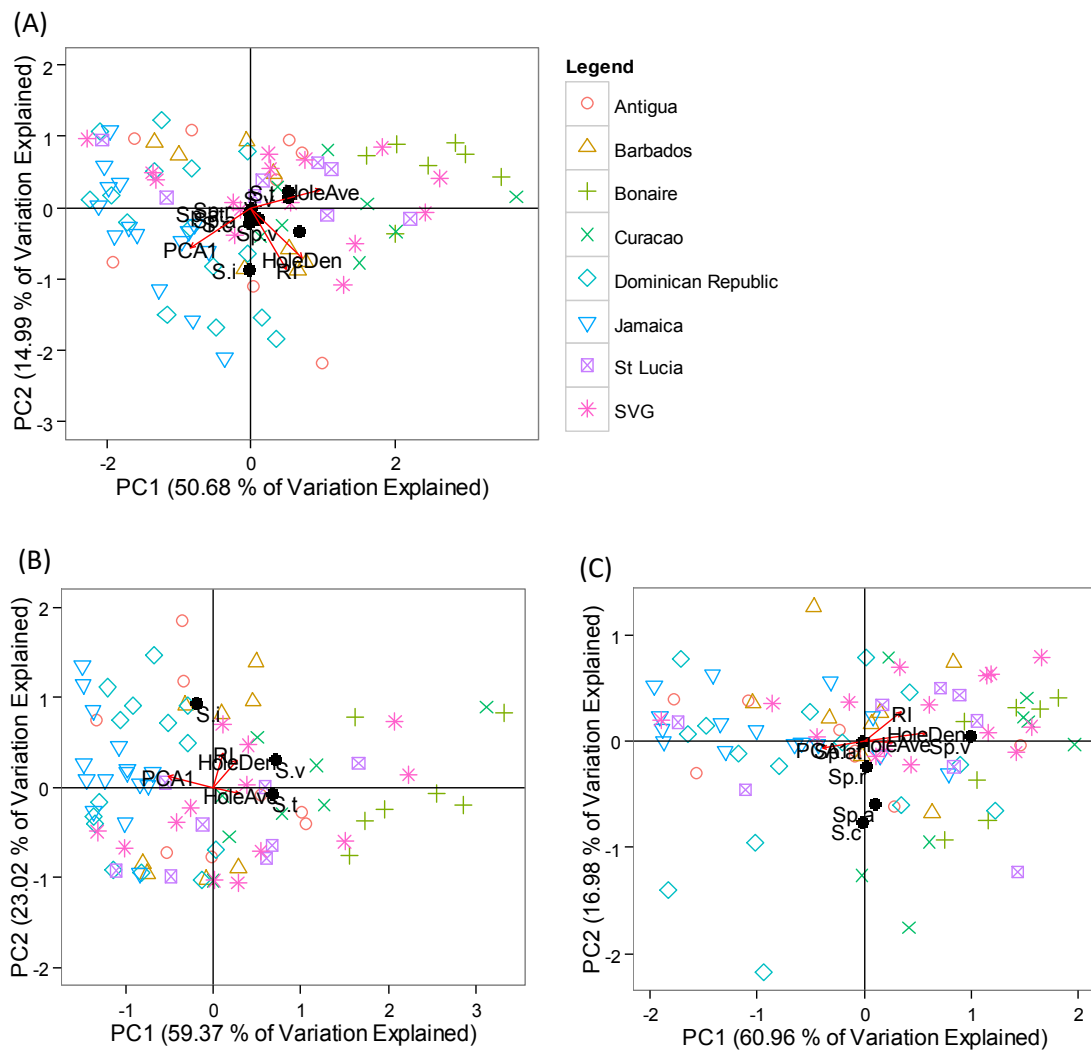 (A)
2
1
0
-1
-2
-3
-2
0
2
PC2 (14.99 % of Variation Explained)
PC1 (50.68 % of Variation Explained)
S.t
HoleAve
Sp.v
PCA1
HoleDen
S.i
RI
Legend
Antigua
Barbados
Bonaire
Curacao
Dominican Republic
Jamaica
St Lucia
SVG
(B)
2
1
0
-1
-2
-1
0
1
2
3
PC2 (23.02 % of Variation Explained)
PC1 (59.37 % of Variation Explained)
S.i
RI
HoleDen
S.v
PCA1
HoleAve
S.t
(C)
1
0
-1
-2
-2
-1
0
1
2
PC2 (16.98 % of Variation Explained)
PC1 (60.96 % of Variation Explained)
RI
HoleDen
PCA1
HoleAve
Sp.v
Sp.r
Sp.a
S.c